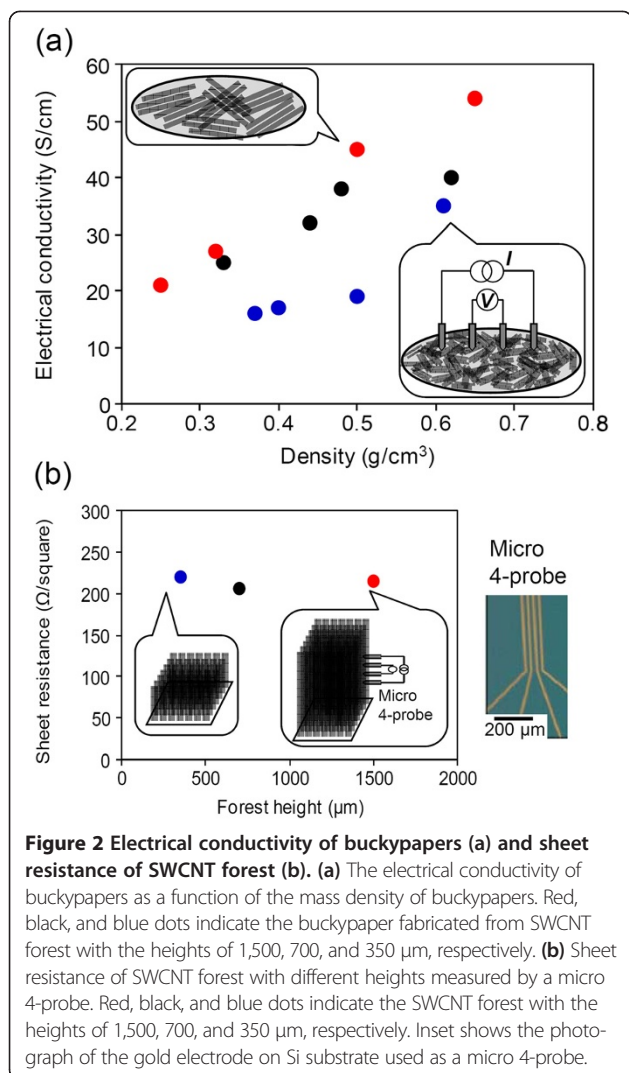 (a)
60
50
40
30
20
10
0
Electrical conductivity (S/cm)
I
V
0.2 0.3 0.4 0.5 0.6 0.7 0.8
Density (g/cm³)
(b)
300
250
200
150
100
50
0
Sheet resistance (Ω/square)
Micro
4-probe
0 500 1000 1500 2000
Forest height (µm)
Micro
4-probe
200 µm
Figure 2 Electrical conductivity of buckypapers (a) and sheet
resistance of SWCNT forest (b). (a) The electrical conductivity of
buckypapers as a function of the mass density of buckypapers. Red,
black, and blue dots indicate the buckypaper fabricated from SWCNT
forest with the heights of 1,500, 700, and 350 µm, respectively. (b) Sheet
resistance of SWCNT forest with different heights measured by a micro
4-probe. Red, black, and blue dots indicate the SWCNT forest with the
heights of 1,500, 700, and 350 µm, respectively. Inset shows the photo-
graph of the gold electrode on Si substrate used as a micro 4-probe.